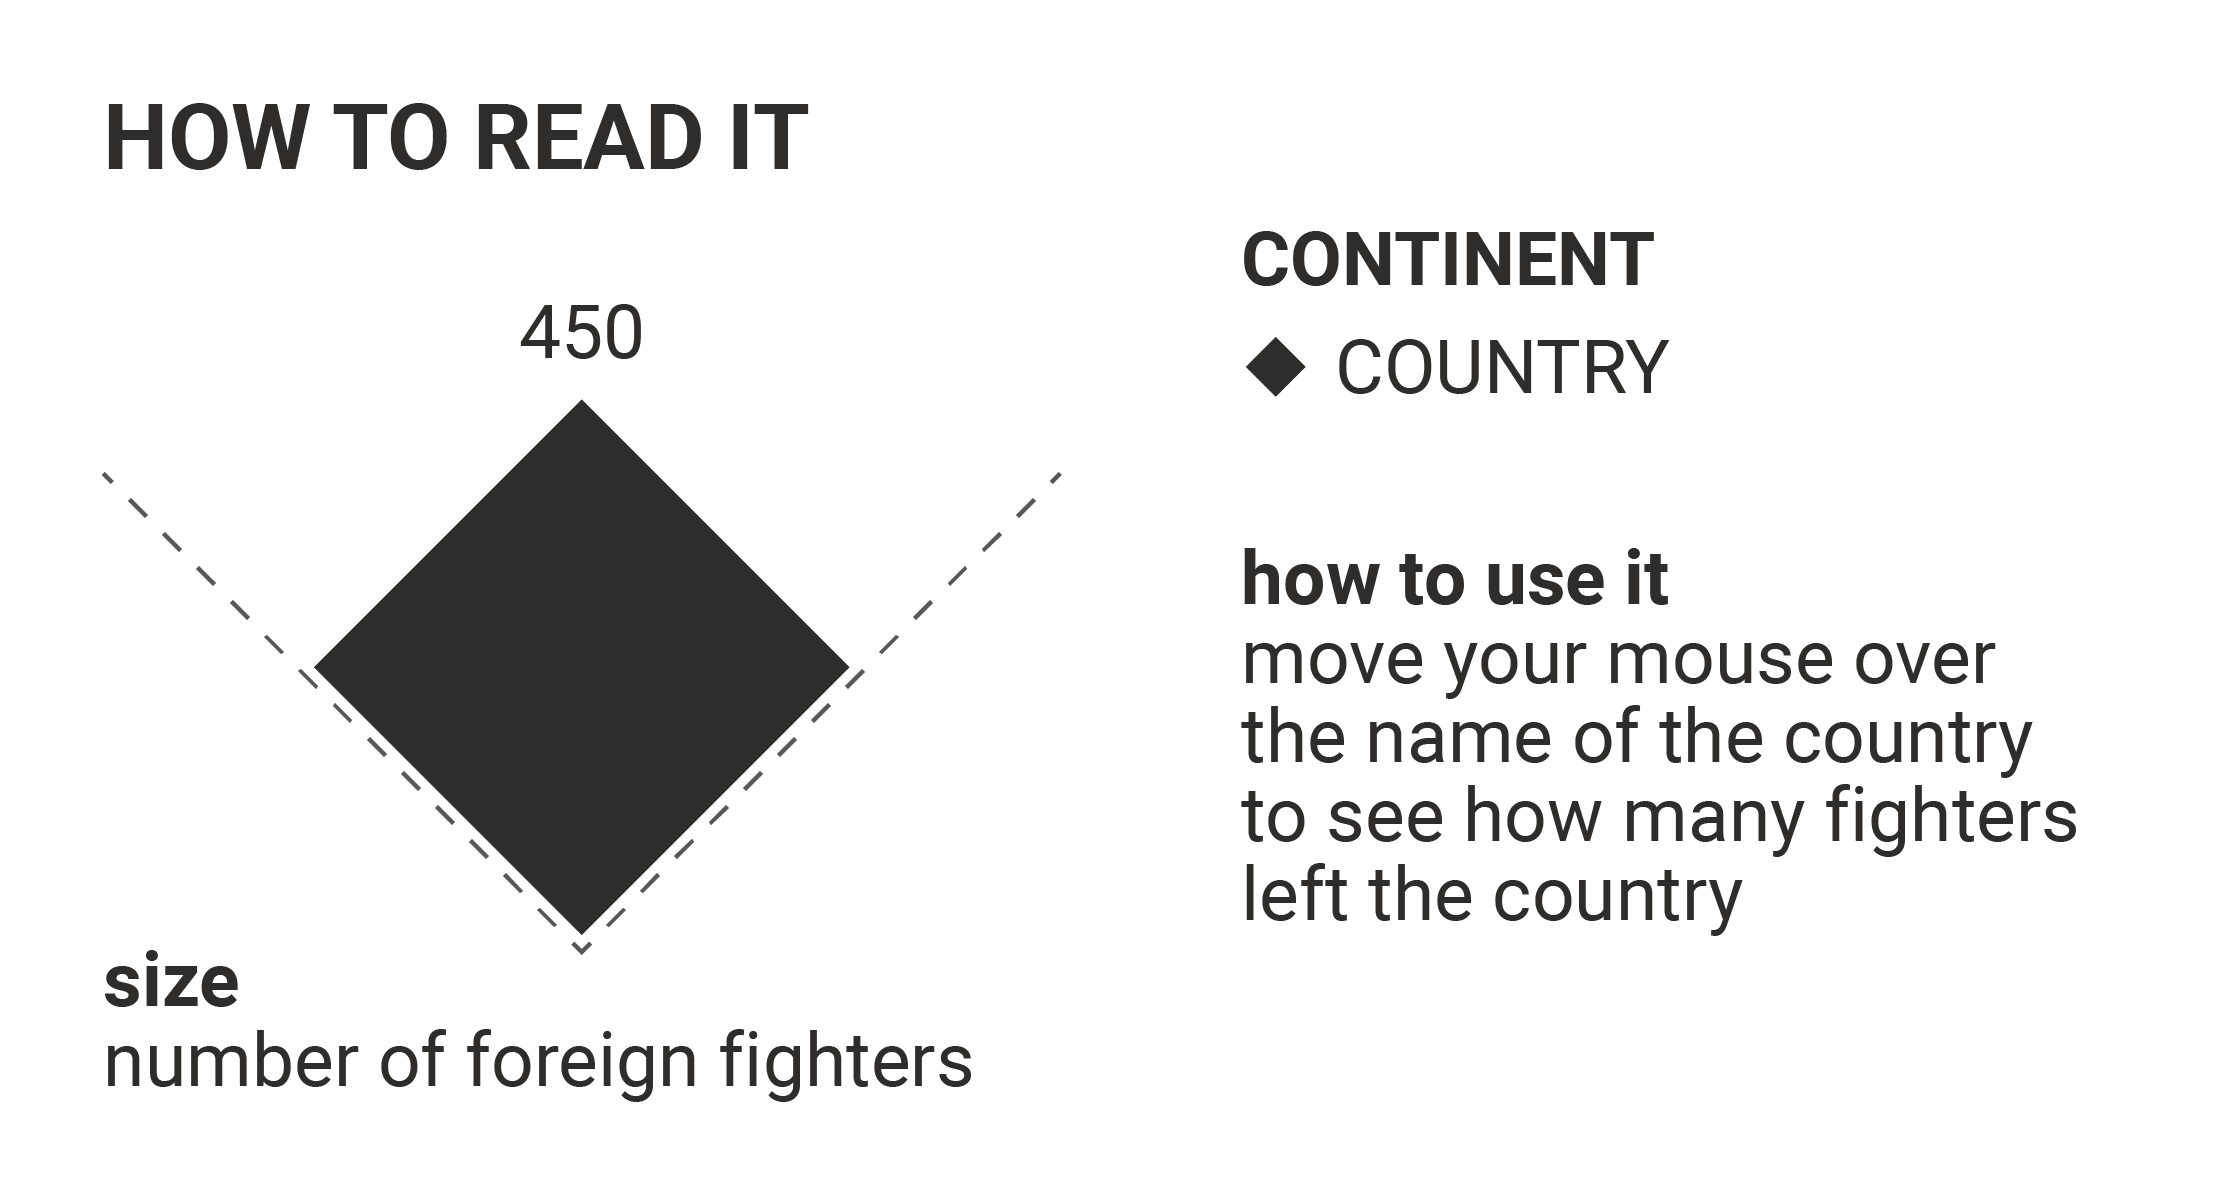 HOW TO READ IT
450
size
number of foreign fighters
CONTINENT
COUNTRY
how to use it
move your mouse over
the name of the country
to see how many fighters
left the country